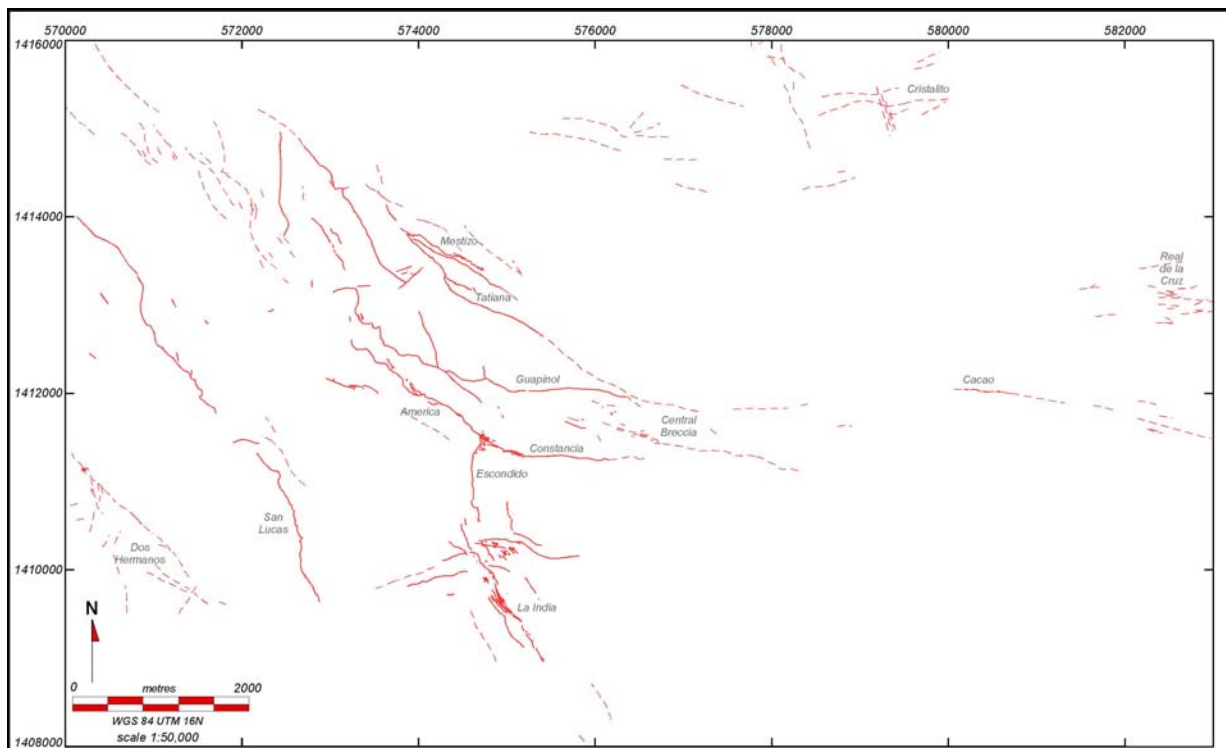 570000 572000 574000 576000 578000 580000 582000
1416000
Cristalito
1414000
Mestizo
Real
de la
Cruz
Tatiana
1412000
Guapinol
Cacao
America
Central
Breccia
Constancia
Escondido
San
Lucas
Dos
Hermanos
1410000
La India
N
0 metres 2000
WGS 84 UTM 16N
scale 1:50,000
1408000